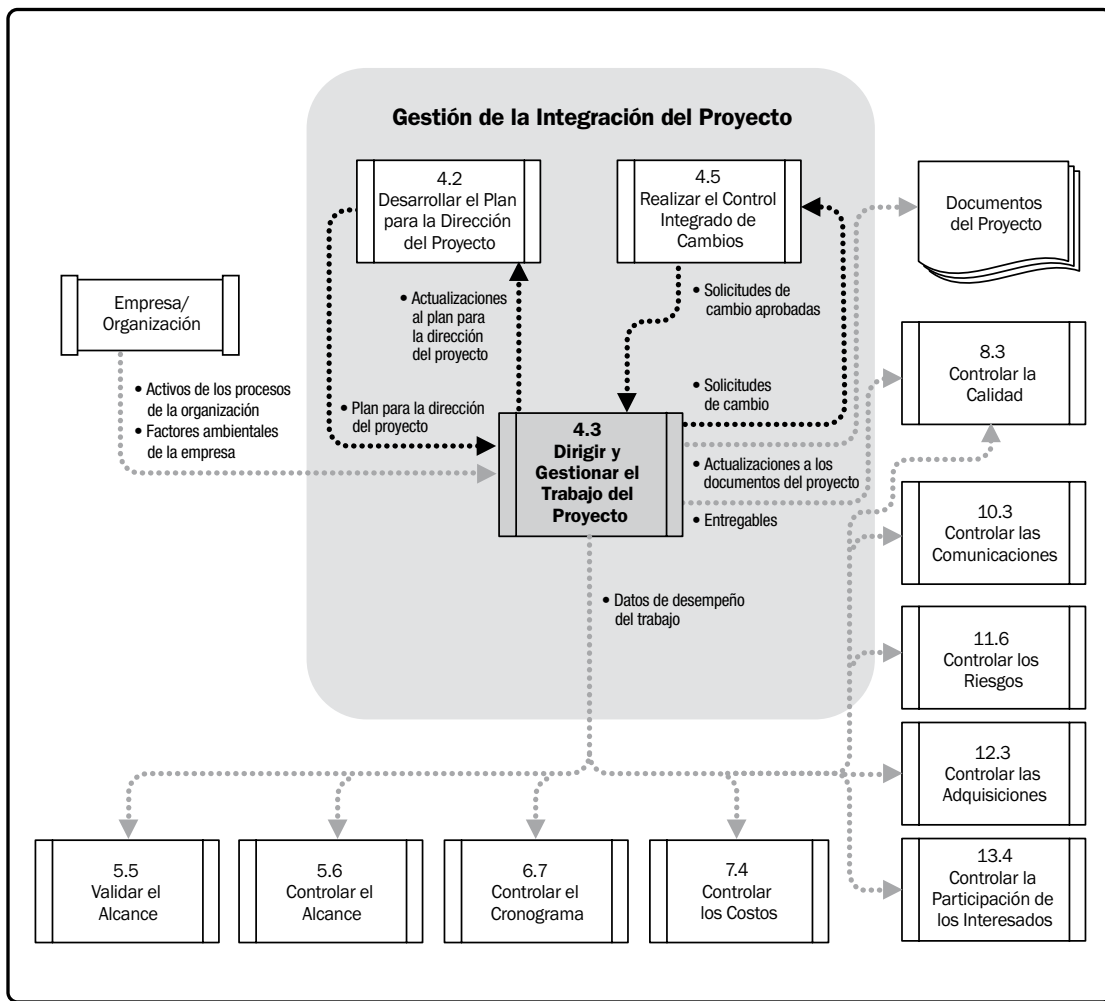 Gestión de la Integración del Proyecto
4.2
Desarrollar el Plan
para la Dirección
del Proyecto
4.5
Realizar el Control
Integrado de
Cambios
Documentos
del Proyecto
Empresa/
Organización
• Actualizaciones
al plan para
la dirección
del proyecto
• Solicitudes de
cambio aprobadas
8.3
Controlar la
Calidad
• Activos de los procesos
de la organización
• Factores ambientales
de la empresa
• Plan para la dirección
del proyecto
• Solicitudes
de cambio
4.3
Dirigir y
Gestionar el
Trabajo del
Proyecto
• Actualizaciones a los
documentos del proyecto
• Entregables
10.3
Controlar las
Comunicaciones
• Datos de desempeño
del trabajo
11.6
Controlar los
Riesgos
12.3
Controlar las
Adquisiciones
5.5
Validar el
Alcance
5.6
Controlar el
Alcance
6.7
Controlar el
Cronograma
7.4
Controlar
los Costos
13.4
Controlar la
Participación de
los Interesados